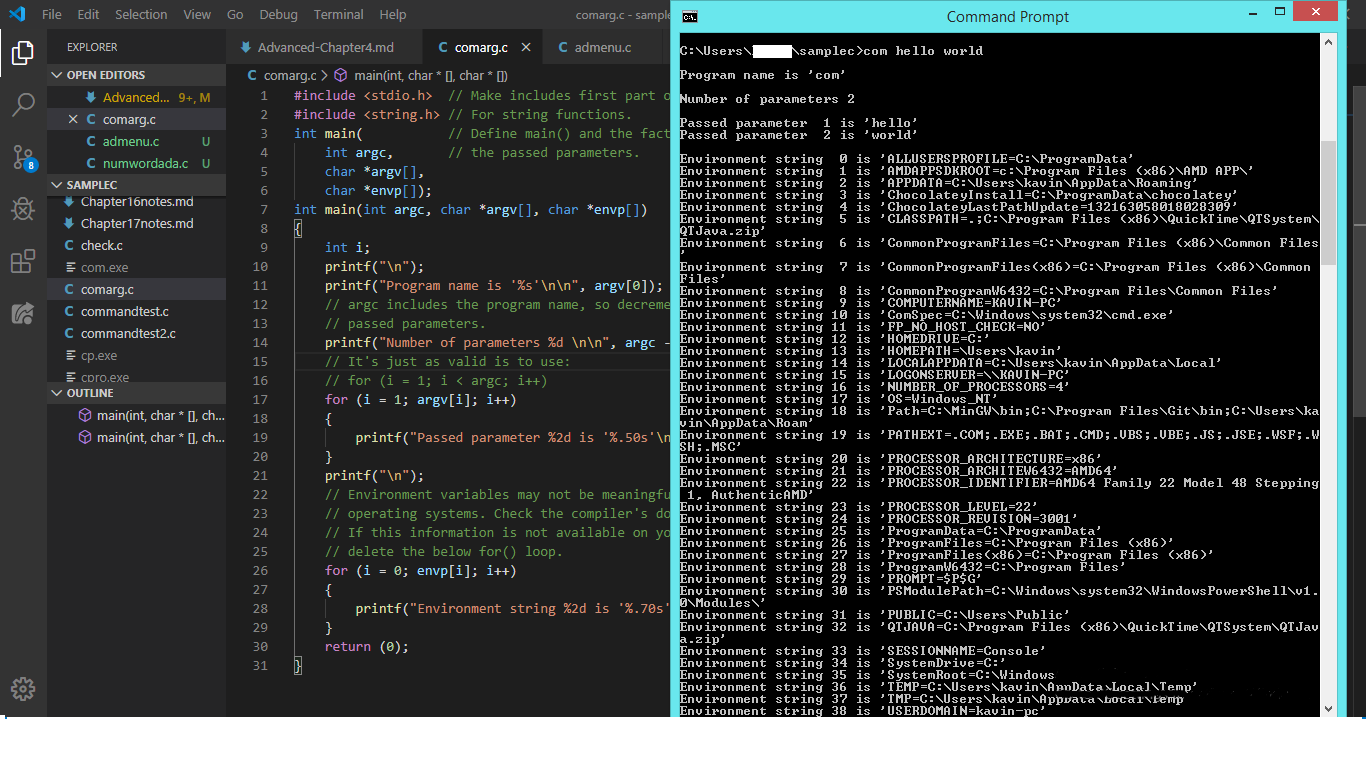 File Edit Selection View Go Debug Terminal Help
comarg.c - sample
EXPLORER
OPEN EDITORS
Advanced... 9+, M
comarg.c
admenu.c U
numwordada.c U
8
SAMPLEC
Chapter16notes.md
Chapter17notes.md
check.c
com.exe
comarg.c
commandtest.c
commandtest2.c
cp.exe
cpro.exe
OUTLINE
main(int, char * [], ch...
main(int, char * [], ch...
Advanced-Chapter4.md
comarg.c
admenu.c
comarg.c > main(int, char * [], char * [])
1 #include <stdio.h> // Make includes first part o
2 #include <string.h> // For string functions.
3 int main( // Define main() and the fact
4 int argc, // the passed parameters.
5 char *argv[],
6 char *envp[]);
7 int main(int argc, char *argv[], char *envp[])
8 {
9 int i;
10 printf("\n");
11 printf("Program name is '%s'\n\n", argv[0]);
12 // argc includes the program name, so decreme
13 // passed parameters.
14 printf("Number of parameters %d \n\n", argc -
15 // It's just as valid is to use:
16 // for (i = 1; i < argc; i++)
17 for (i = 1; argv[i]; i++)
18 {
19 printf("Passed parameter %2d is '%.50s'\n
20 }
21 printf("\n");
22 // Environment variables may not be meaningfu
23 // operating systems. Check the compiler's do
24 // If this information is not available on yo
25 // delete the below for() loop.
26 for (i = 0; envp[i]; i++)
27 {
28 printf("Environment string %2d is '%.70s'
29 }
30 return (0);
31 }
Command Prompt
C:\Users\ \samplec>com hello world
Program name is 'com'
Number of parameters 2
Passed parameter 1 is 'hello'
Passed parameter 2 is 'world'
Environment string 0 is 'ALLUSERSPROFILE=C:\ProgramData'
Environment string 1 is 'AMDAPPSDKROOT=c:\Program Files (x86)\AMD APP\'
Environment string 2 is 'APPDATA=C:\Users\kavin\AppData\Roaming'
Environment string 3 is 'ChocolateyInstall=C:\ProgramData\chocolatey'
Environment string 4 is 'ChocolateyLastPathUpdate=132163058018028309'
Environment string 5 is 'CLASSPATH=.;C:\Program Files (x86)\QuickTime\QTSystem\
QTJava.zip'
Environment string 6 is 'CommonProgramFiles=C:\Program Files (x86)\Common Files
'
Environment string 7 is 'CommonProgramFiles(x86)=C:\Program Files (x86)\Common
Files'
Environment string 8 is 'CommonProgramW6432=C:\Program Files\Common Files'
Environment string 9 is 'COMPUTERNAME=KAVIN-PC'
Environment string 10 is 'ComSpec=C:\Windows\system32\cmd.exe'
Environment string 11 is 'FP_NO_HOST_CHECK=NO'
Environment string 12 is 'HOMEDRIVE=C:'
Environment string 13 is 'HOMEPATH=\Users\kavin'
Environment string 14 is 'LOCALAPPDATA=C:\Users\kavin\AppData\Local'
Environment string 15 is 'LOGONSERVER=\\KAVIN-PC'
Environment string 16 is 'NUMBER_OF_PROCESSORS=4'
Environment string 17 is 'OS=Windows_NT'
Environment string 18 is 'Path=C:\MinGW\bin;C:\Program Files\Git\bin;C:\Users\ka
vin\AppData\Roam'
Environment string 19 is 'PATHEXT=.COM;.EXE;.BAT;.CMD;.VBS;.VBE;.JS;.JSE;.WSF;.W
SH;.MSC'
Environment string 20 is 'PROCESSOR_ARCHITECTURE=x86'
Environment string 21 is 'PROCESSOR_ARCHITEW6432=AMD64'
Environment string 22 is 'PROCESSOR_IDENTIFIER=AMD64 Family 22 Model 48 Stepping
1, AuthenticAMD'
Environment string 23 is 'PROCESSOR_LEVEL=22'
Environment string 24 is 'PROCESSOR_REVISION=3001'
Environment string 25 is 'ProgramData=C:\ProgramData'
Environment string 26 is 'ProgramFiles=C:\Program Files (x86)'
Environment string 27 is 'ProgramFiles(x86)=C:\Program Files (x86)'
Environment string 28 is 'ProgramW6432=C:\Program Files'
Environment string 29 is 'PROMPT=$P$G'
Environment string 30 is 'PSModulePath=C:\Windows\system32\WindowsPowerShell\v1.
0\Modules\'
Environment string 31 is 'PUBLIC=C:\Users\Public'
Environment string 32 is 'QTJAVA=C:\Program Files (x86)\QuickTime\QTSystem\QTJav
a.zip'
Environment string 33 is 'SESSIONNAME=Console'
Environment string 34 is 'SystemDrive=C:'
Environment string 35 is 'SystemRoot=C:\Windows
Environment string 36 is 'TEMP=C:\Users\kavin\AppData\Local\Temp'
Environment string 37 is 'TMP=C:\Users\kavin\AppData\Local\Temp
Environment string 38 is 'USERDOMAIN=kavin-pc'